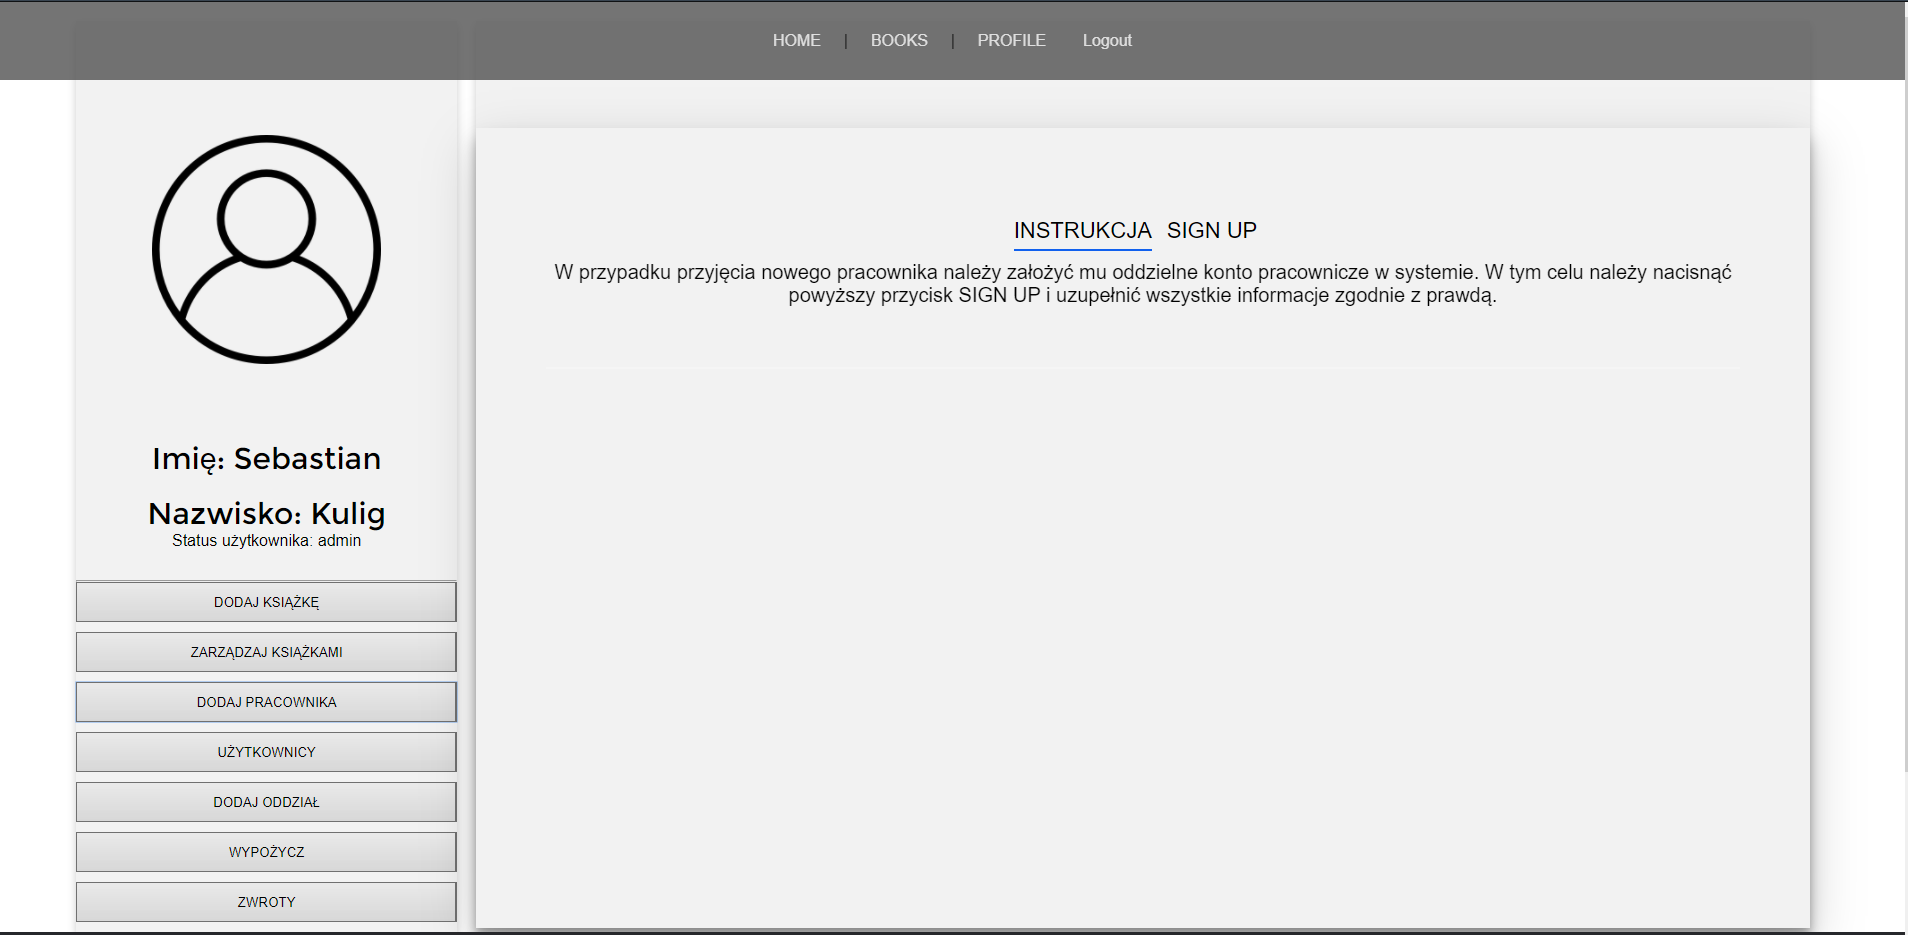 HOME | BOOKS | PROFILE Logout
Imię: Sebastian
Nazwisko: Kulig
Status użytkownika: admin
DODAJ KSIĄŻKĘ
ZARZĄDZAJ KSIĄŻKAMI
DODAJ PRACOWNIKA
UŻYTKOWNICY
DODAJ ODDZIAŁ
WYPOŻYCZ
ZWROTY
INSTRUKCJA SIGN UP
W przypadku przyjęcia nowego pracownika należy założyć mu oddzielne konto pracownicze w systemie. W tym celu należy nacisnąć
powyższy przycisk SIGN UP i uzupełnić wszystkie informacje zgodnie z prawdą.